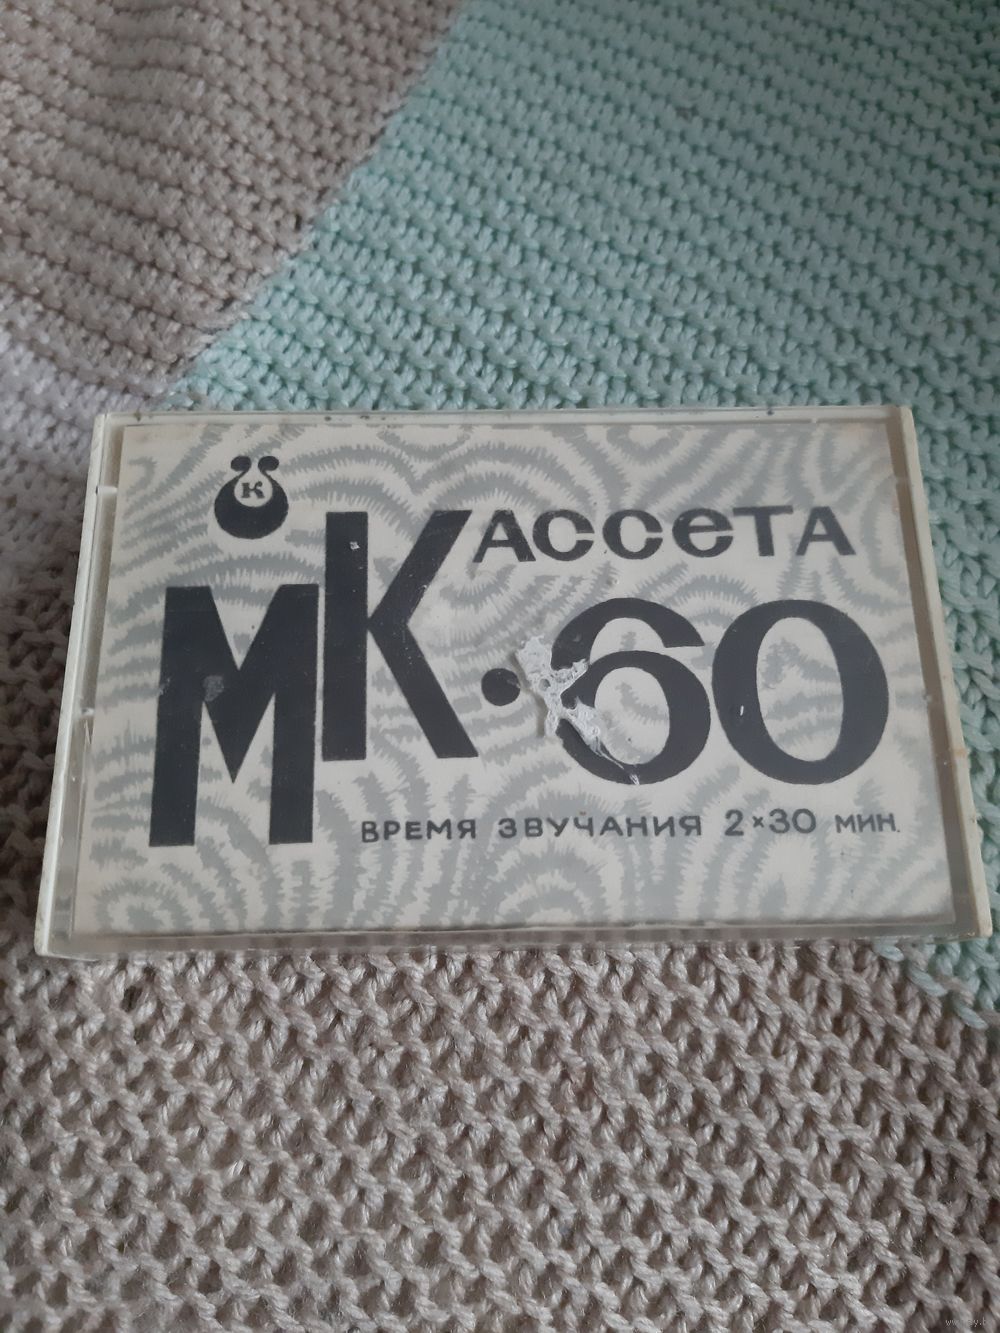 К
КАССеТА
МК·60
ВРЕМЯ ЗВУЧАНИЯ 2×30 МИН.